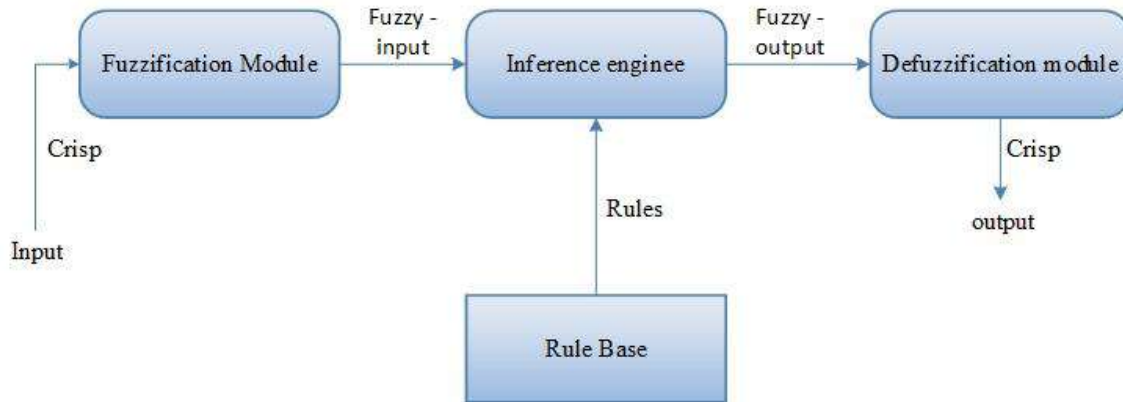 Fuzzy -
input
Fuzzy -
output
Fuzzification Module
Inference enginee
Defuzzification module
Crisp
Crisp
Rules
Input
output
Rule Base